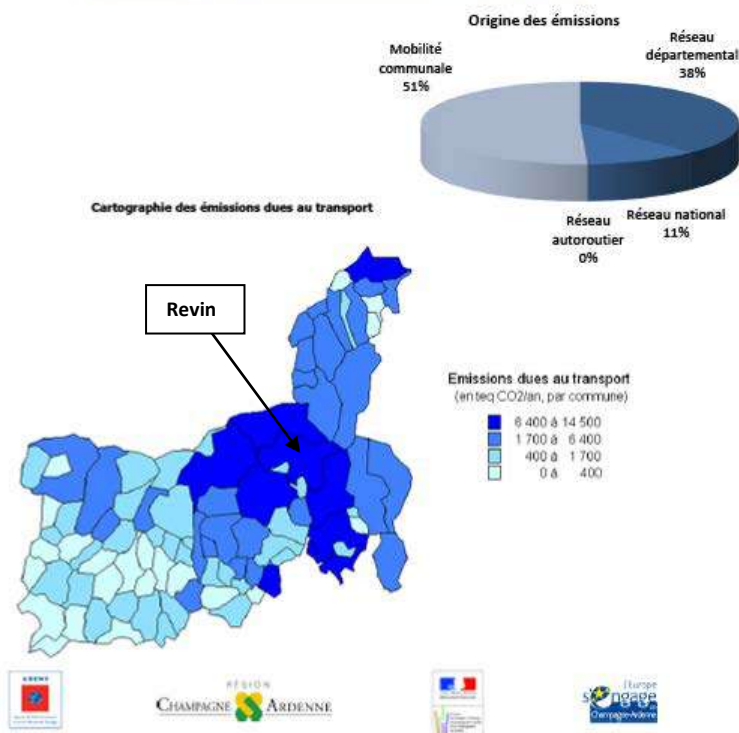 Origine des émissions
Mobilité
communale
51%
Réseau
départemental
38%
Réseau
autoroutier
0%
Réseau national
11%
Cartographie des émissions dues au transport
Revin
Emissions dues au transport
(en teq CO2/an, par commune)
6 400 à 14 500
1 700 à 6 400
400 à 1 700
0 à 400
ADEME
RÉGION
CHAMPAGNE ARDENNE
l'Europe
s'engage
Champagne-Ardenne